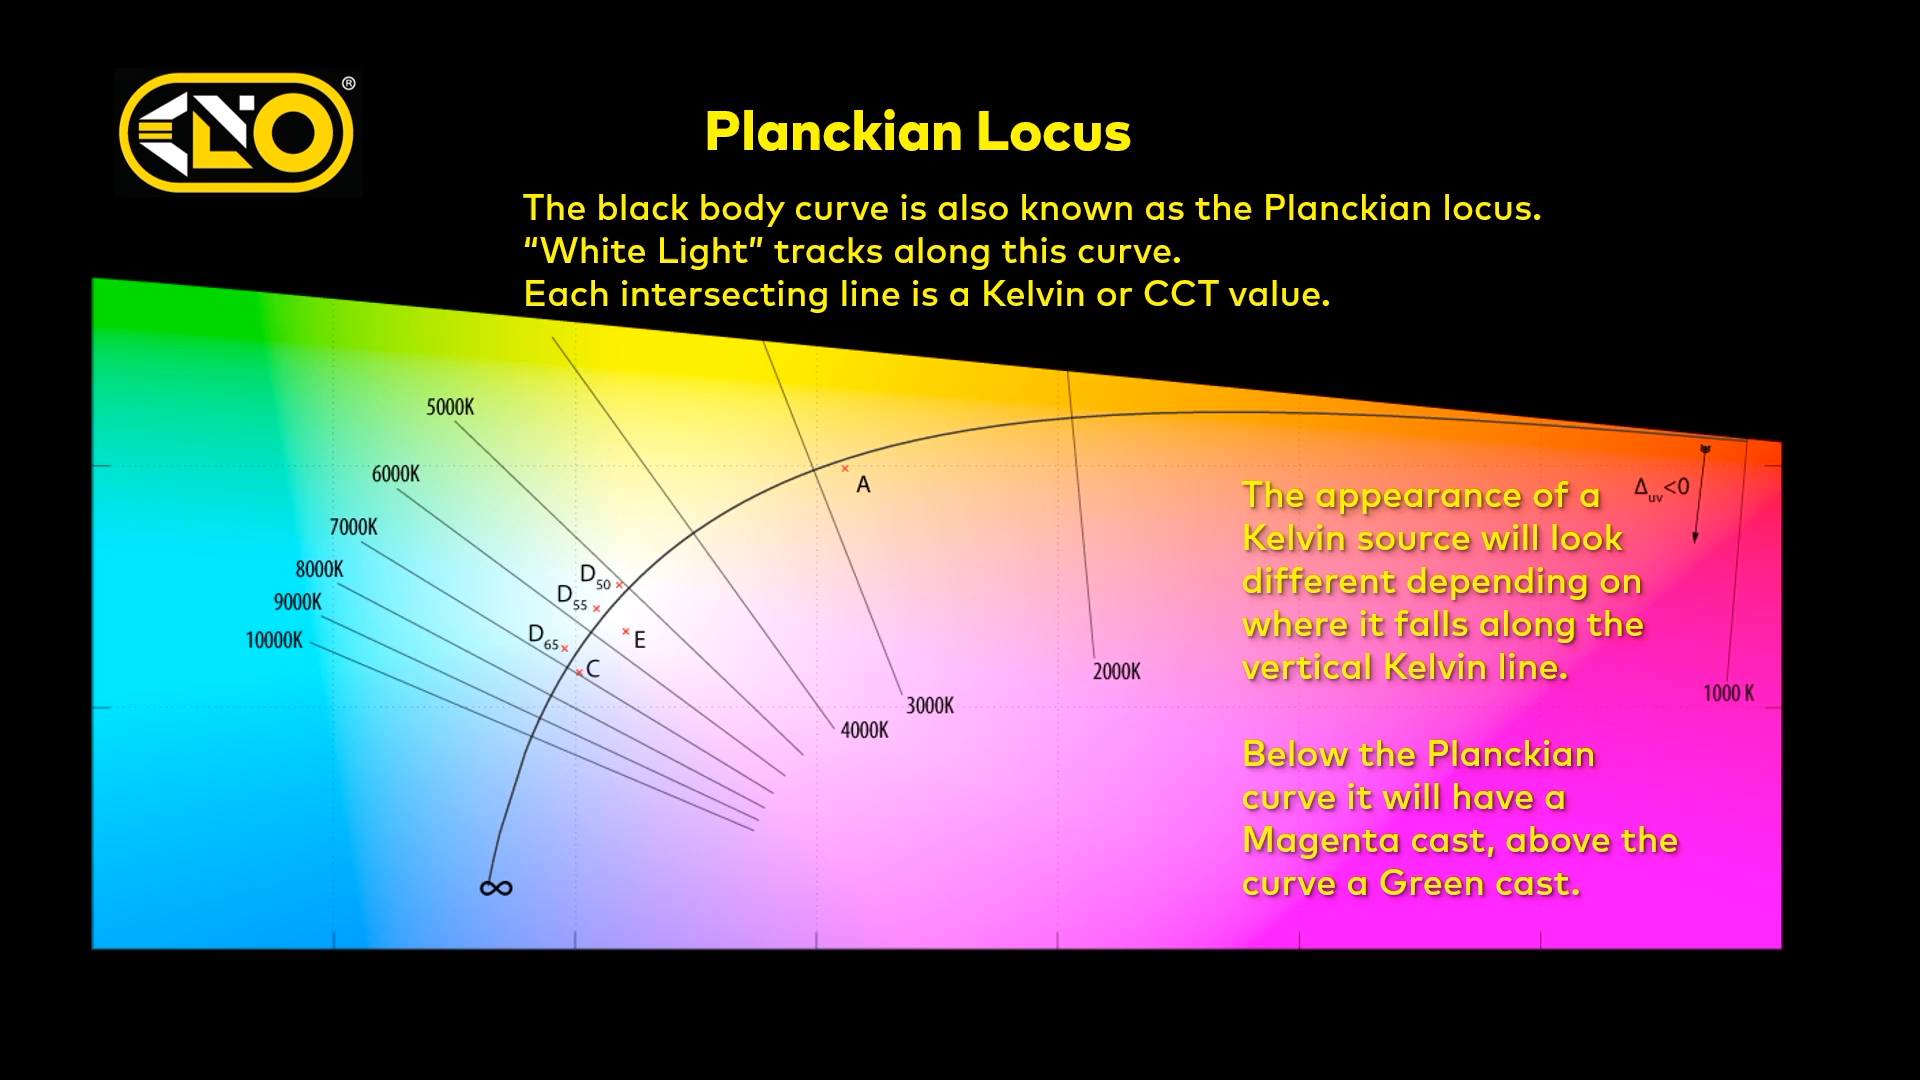 KINO
®
Planckian Locus
The black body curve is also known as the Planckian locus.
“White Light” tracks along this curve.
Each intersecting line is a Kelvin or CCT value.
5000K
6000K
7000K
8000K
9000K
10000K
D50
D55
D65
E
C
A
∞
4000K
3000K
2000K
1000 K
Δuv<0
The appearance of a
Kelvin source will look
different depending on
where it falls along the
vertical Kelvin line.
Below the Planckian
curve it will have a
Magenta cast, above the
curve a Green cast.